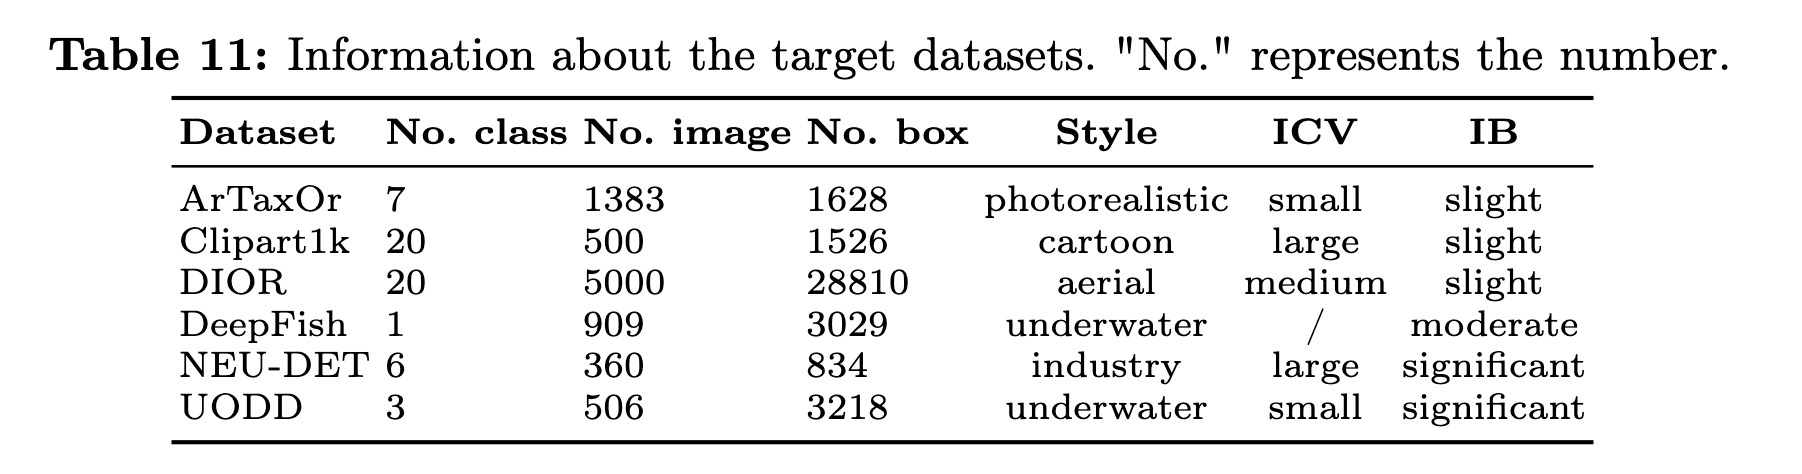 Table 11: Information about the target datasets. "No." represents the number.
Dataset No. class No. image No. box Style ICV IB
ArTaxOr 7 1383 1628 photorealistic small slight
Clipart1k 20 500 1526 cartoon large slight
DIOR 20 5000 28810 aerial medium slight
DeepFish 1 909 3029 underwater / moderate
NEU-DET 6 360 834 industry large significant
UODD 3 506 3218 underwater small significant